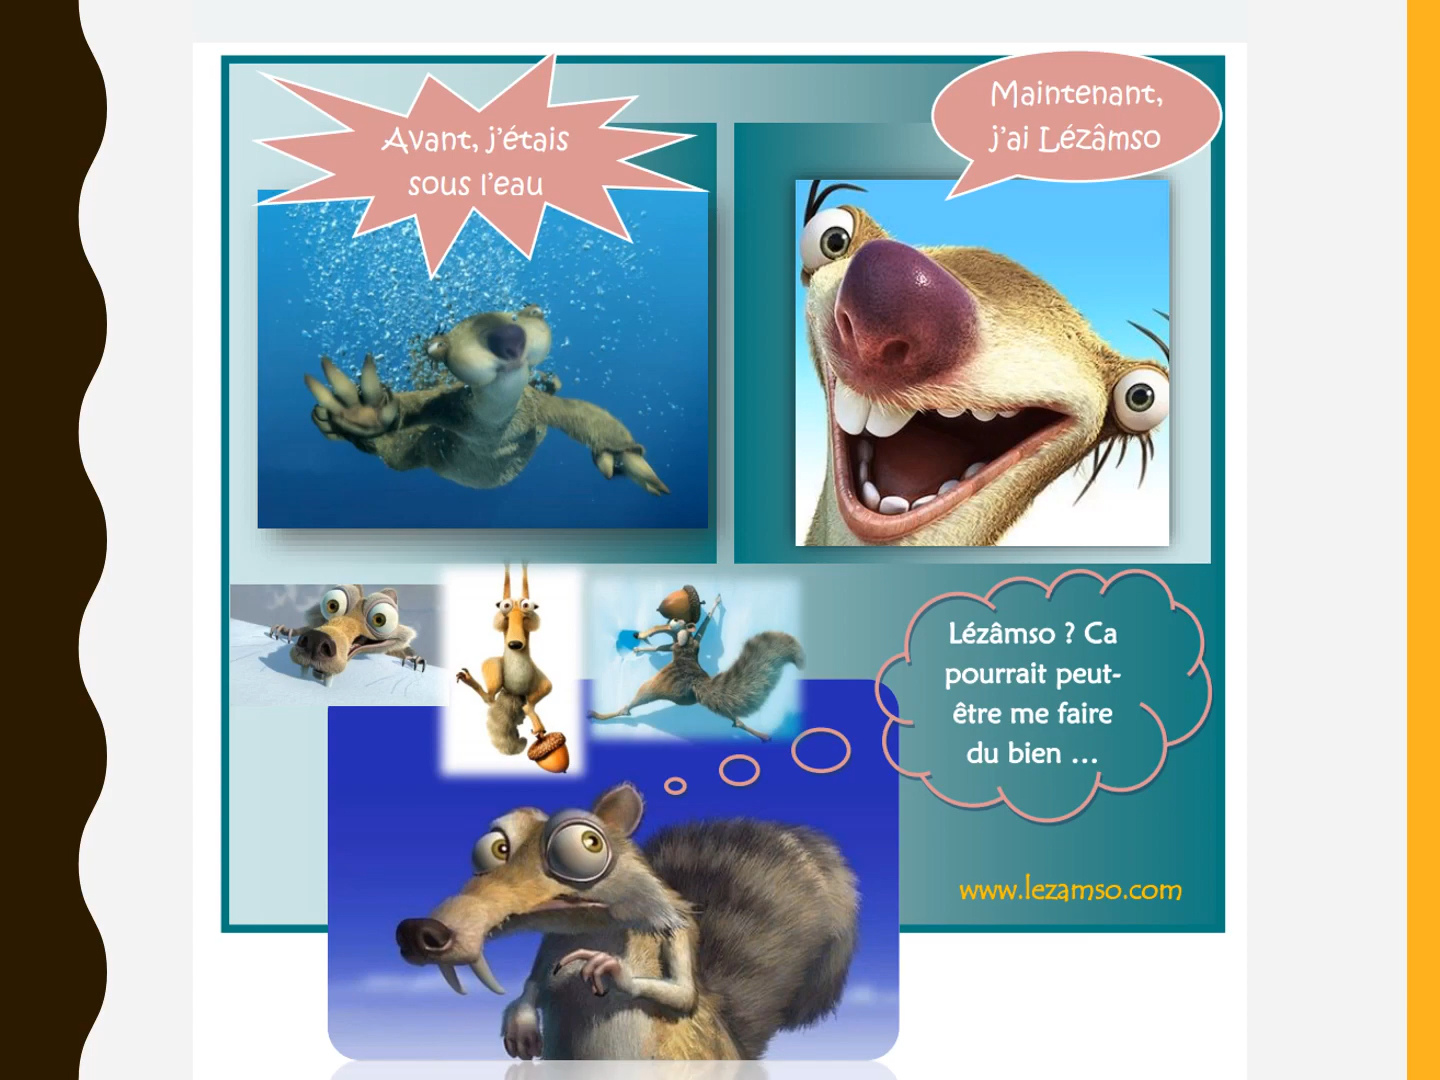 Avant, j'étais
sous l'eau
Maintenant,
j'ai Lézâmso
Lézâmso ? Ca
pourrait peut-
être me faire
du bien ...
www.lezamso.com